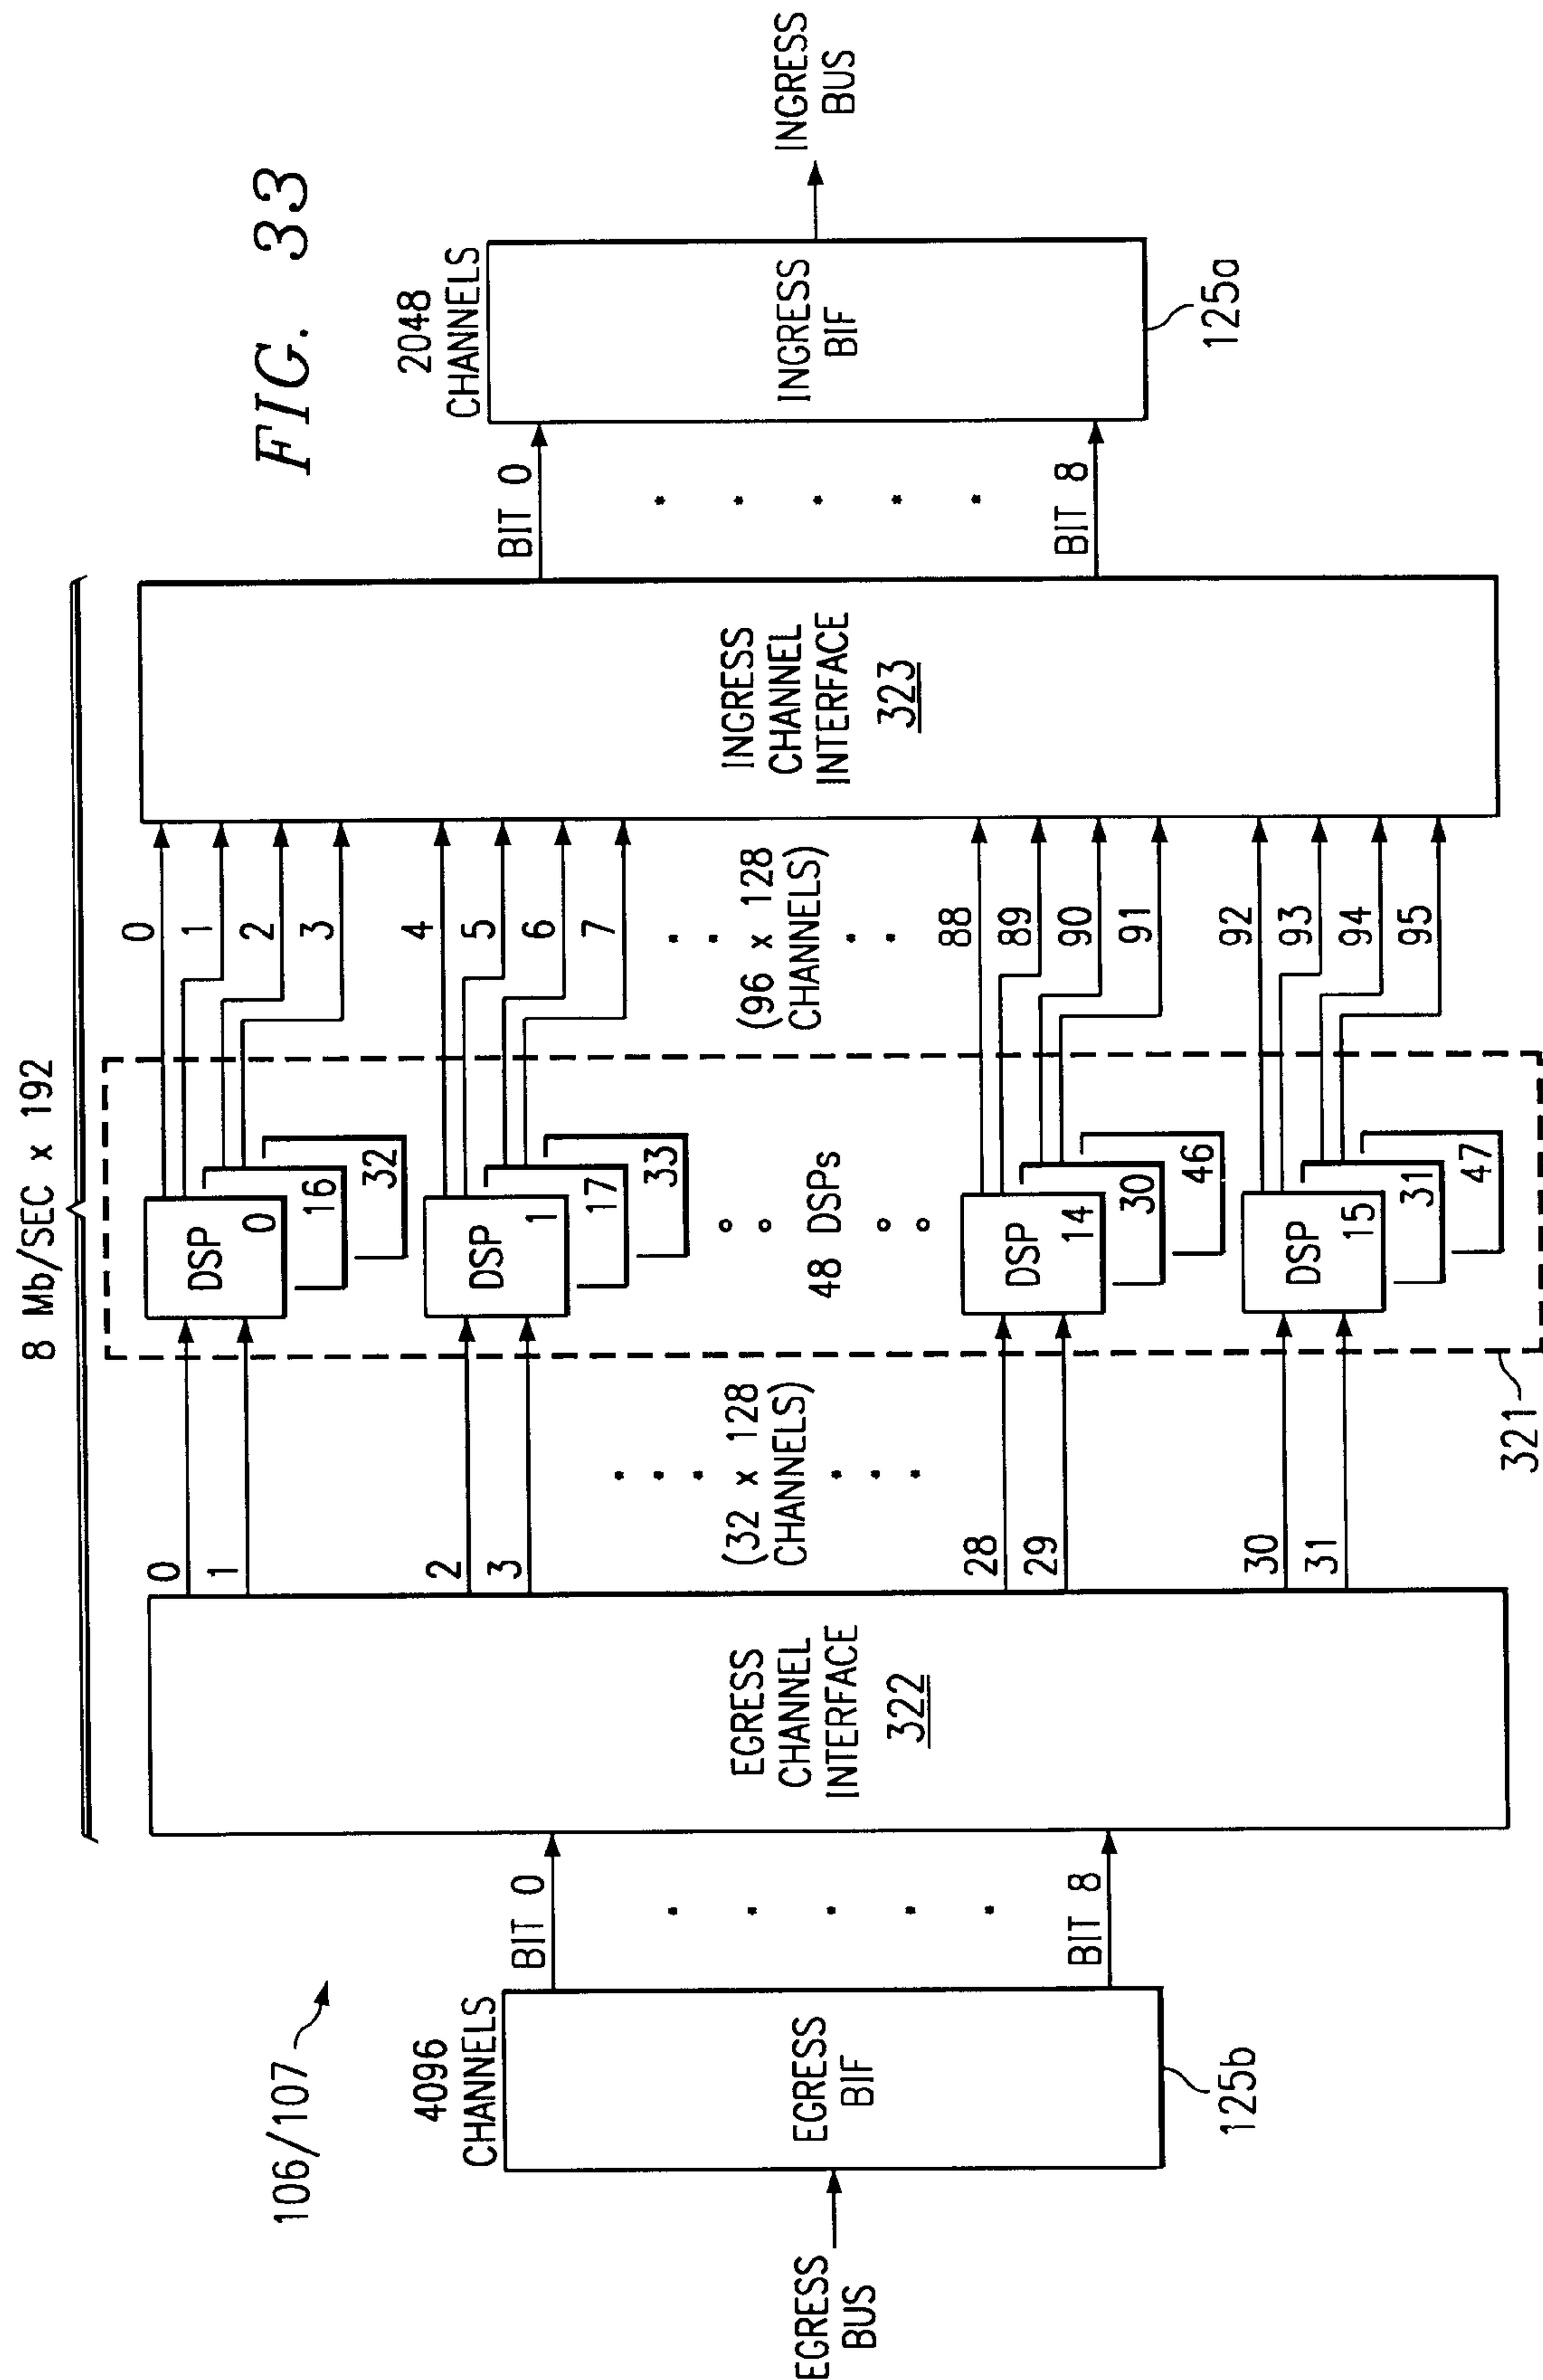 FIG. 33
106/107
8 Mb/SEC x 192
EGRESS
BUS
4096
CHANNELS
EGRESS
BIF
125b
BIT 0
BIT 8
EGRESS
CHANNEL
INTERFACE
322
0
1
2
3
(32 x 128
CHANNELS)
28
29
30
31
DSP
0
16
32
DSP
1
17
33
48 DSPs
DSP
14
30
46
DSP
15
31
47
321
0
1
2
3
4
5
6
7
(96 x 128
CHANNELS)
88
89
90
91
92
93
94
95
INGRESS
CHANNEL
INTERFACE
323
BIT 0
BIT 8
2048
CHANNELS
INGRESS
BIF
125a
INGRESS
BUS